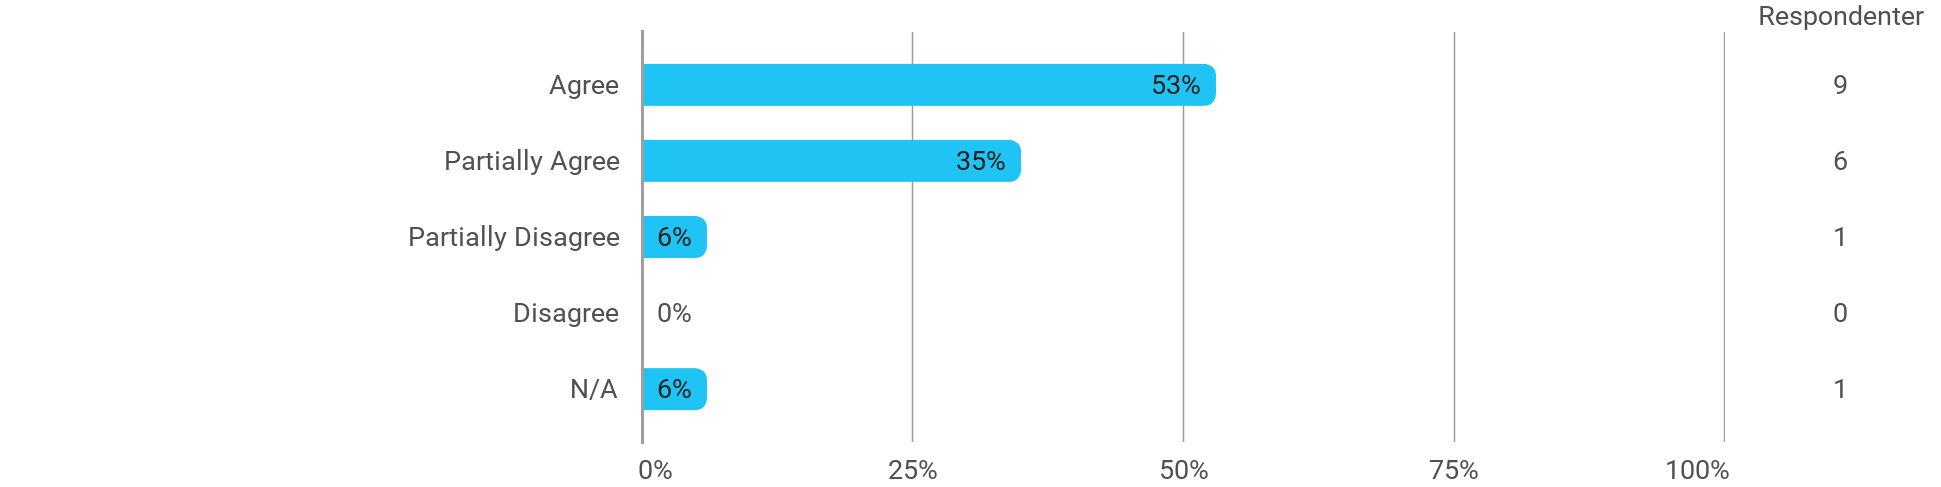 Respondenter
Agree 53% 9
Partially Agree 35% 6
Partially Disagree 6% 1
Disagree 0% 0
N/A 6% 1
0% 25% 50% 75% 100%